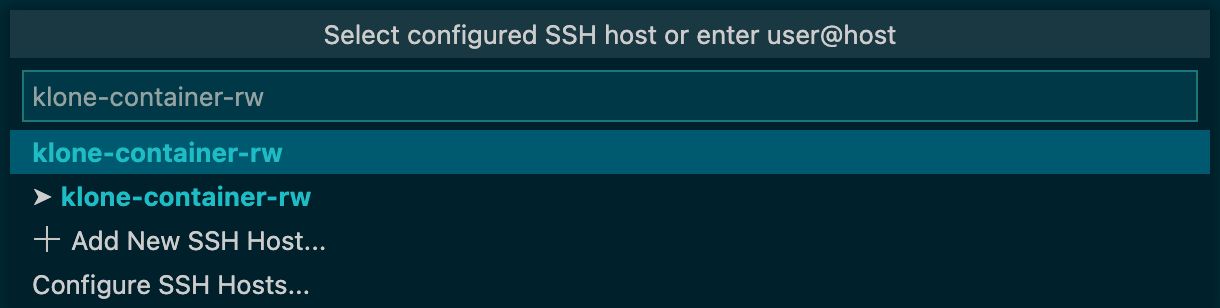 Select configured SSH host or enter user@host
klone-container-rw
klone-container-rw
➤ klone-container-rw
+ Add New SSH Host...
Configure SSH Hosts...